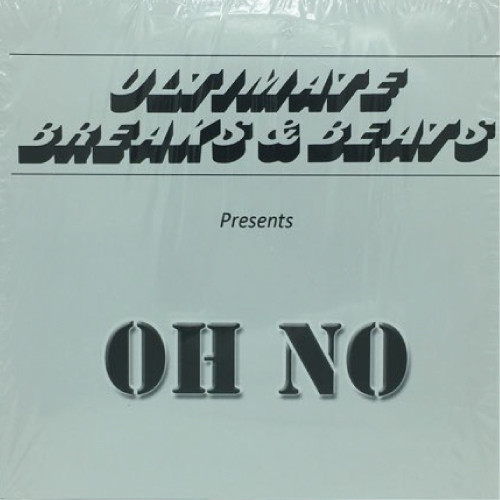 ULTIMATE
BREAKS & BEATS
Presents
OH NO